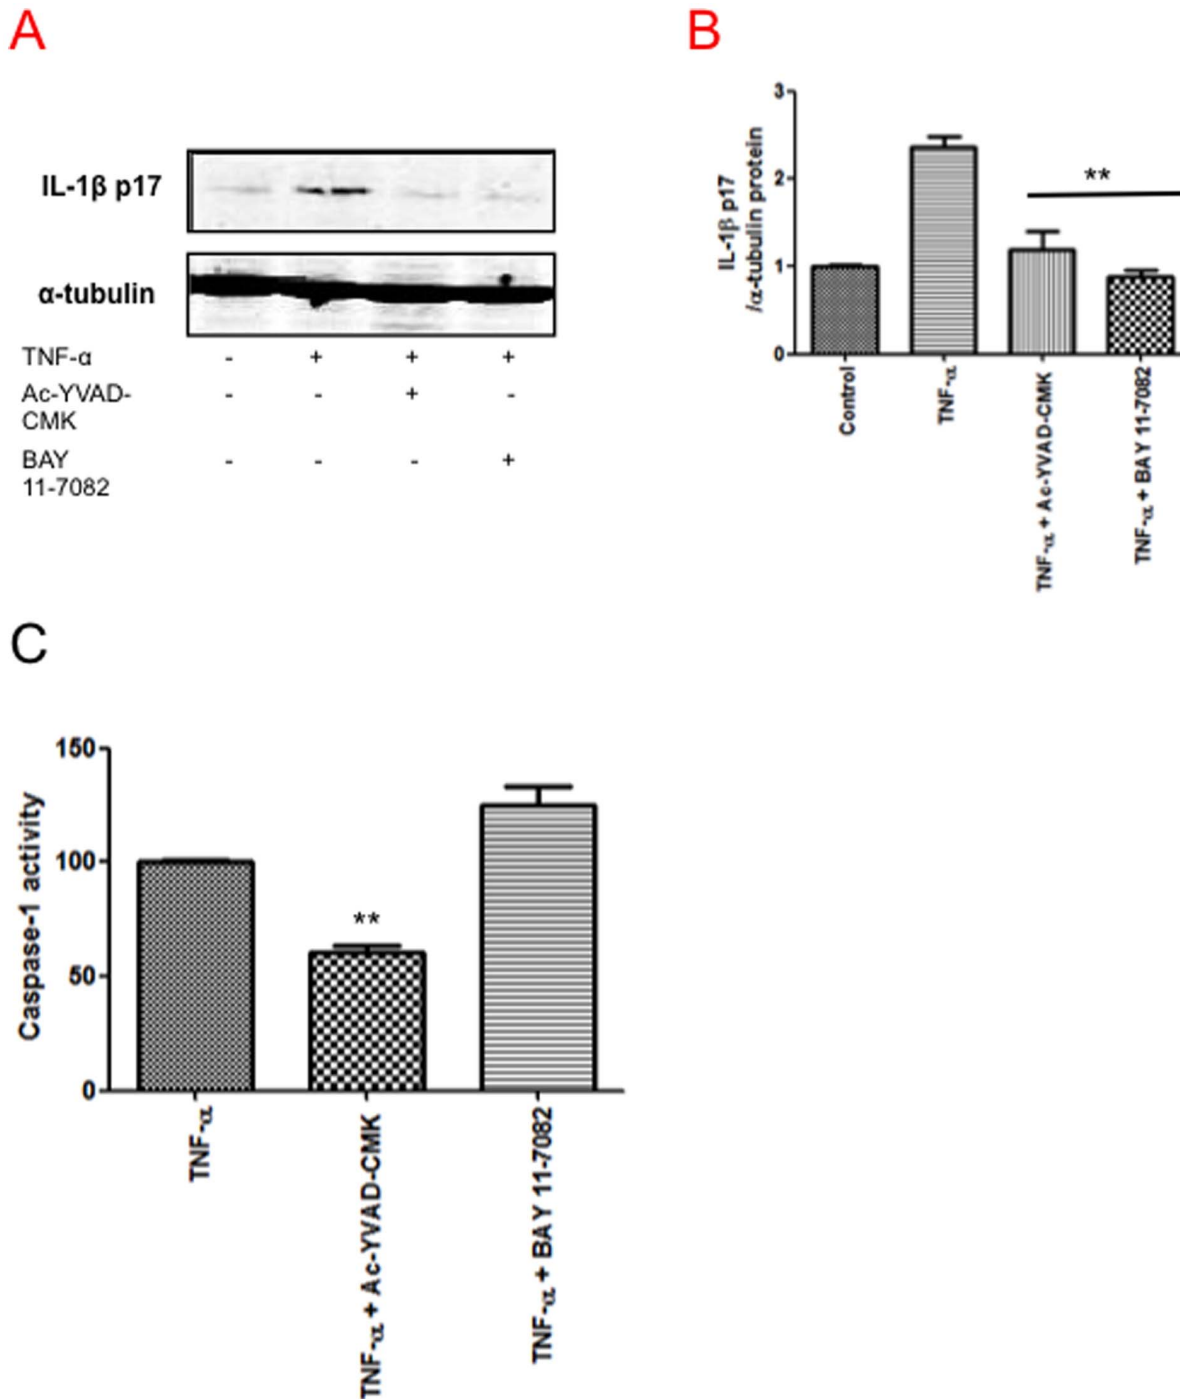 A
IL-1β p17
α-tubulin
TNF-α - + + +
Ac-YVAD-
CMK - - + -
BAY
11-7082 - - - +
B
IL-1β p17
/α-tubulin protein
3
2
1
0
**
Control
TNF-α
TNF-α + Ac-YVAD-CMK
TNF-α + BAY 11-7082
C
Caspase-1 activity
150
100
50
0
**
TNF-α
TNF-α + Ac-YVAD-CMK
TNF-α + BAY 11-7082